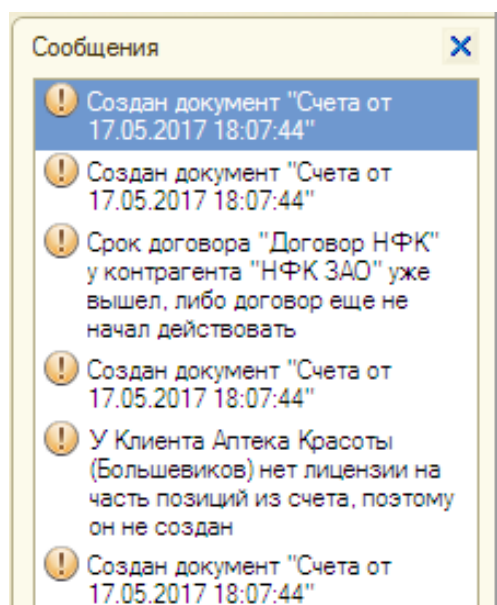 Сообщения
Создан документ "Счета от
17.05.2017 18:07:44"
Создан документ "Счета от
17.05.2017 18:07:44"
Срок договора "Договор НФК"
у контрагента "НФК ЗАО" уже
вышел, либо договор еще не
начал действовать
Создан документ "Счета от
17.05.2017 18:07:44"
У Клиента Аптека Красоты
(Большевиков) нет лицензии на
часть позиций из счета, поэтому
он не создан
Создан документ "Счета от
17.05.2017 18:07:44"